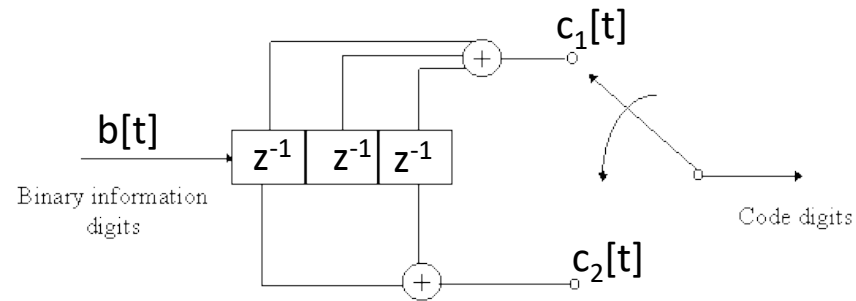 c₁[t]
+
b[t]
z⁻¹ z⁻¹ z⁻¹
Binary information
digits
Code digits
c₂[t]
+